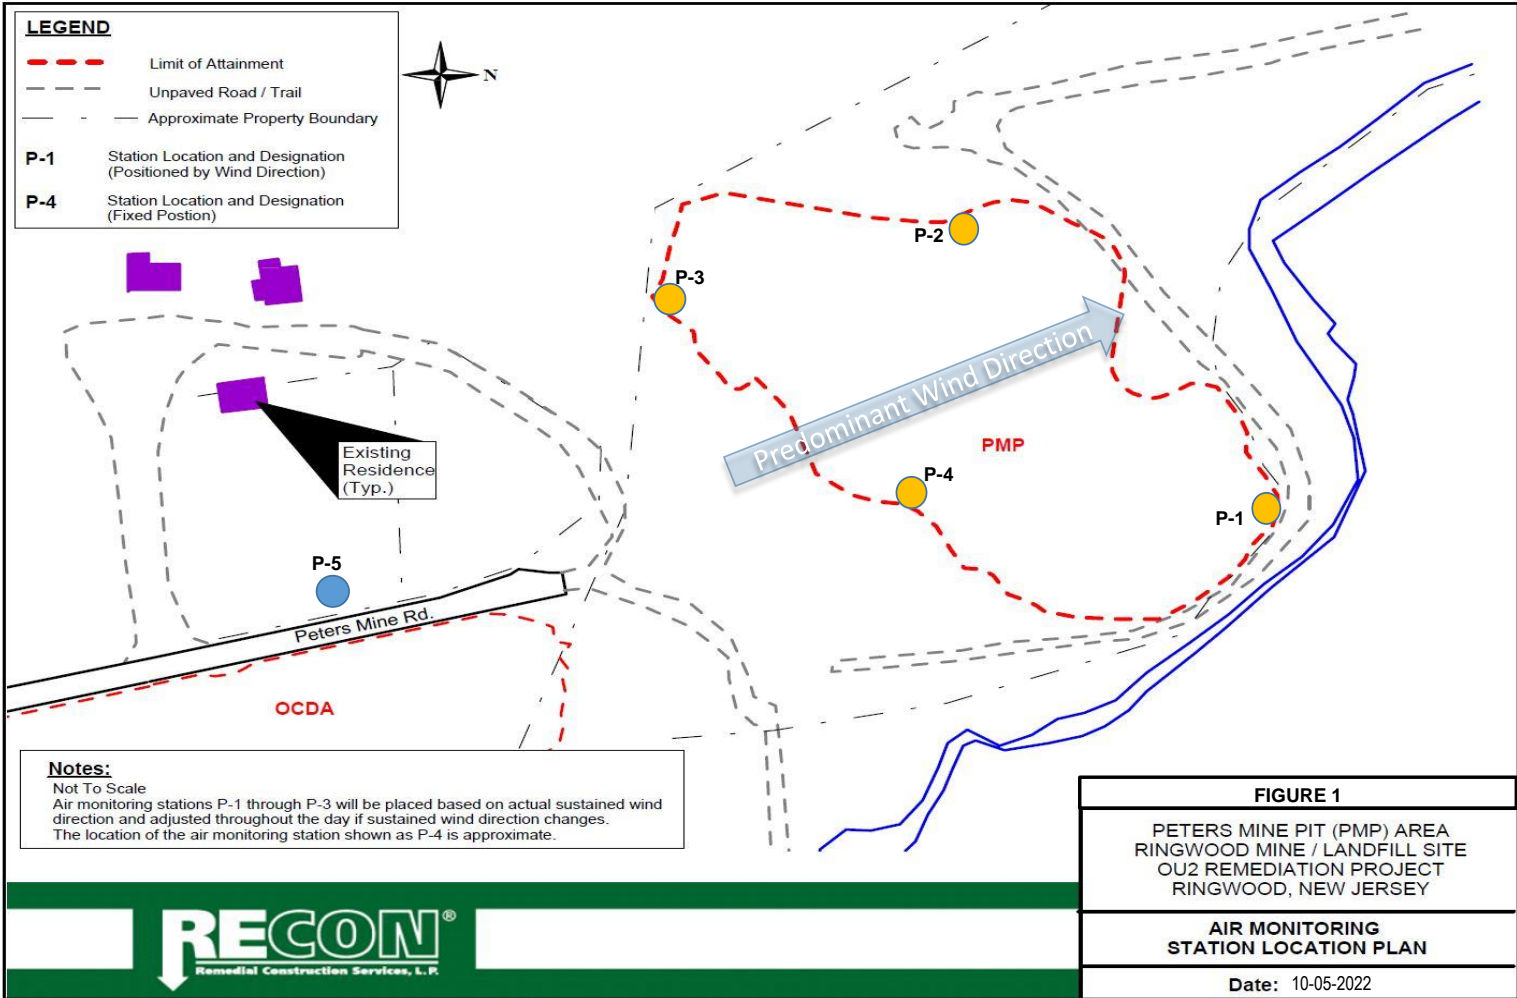 LEGEND
Limit of Attainment
Unpaved Road / Trail
Approximate Property Boundary
P-1 Station Location and Designation
(Positioned by Wind Direction)
P-4 Station Location and Designation
(Fixed Postion)
N
P-2
P-3
Predominant Wind Direction
PMP
P-4
P-1
Existing
Residence
(Typ.)
P-5
Peters Mine Rd.
OCDA
Notes:
Not To Scale
Air monitoring stations P-1 through P-3 will be placed based on actual sustained wind
direction and adjusted throughout the day if sustained wind direction changes.
The location of the air monitoring station shown as P-4 is approximate.
RECON®
Remedial Construction Services, L.P.
FIGURE 1
PETERS MINE PIT (PMP) AREA
RINGWOOD MINE / LANDFILL SITE
OU2 REMEDIATION PROJECT
RINGWOOD, NEW JERSEY
AIR MONITORING
STATION LOCATION PLAN
Date: 10-05-2022